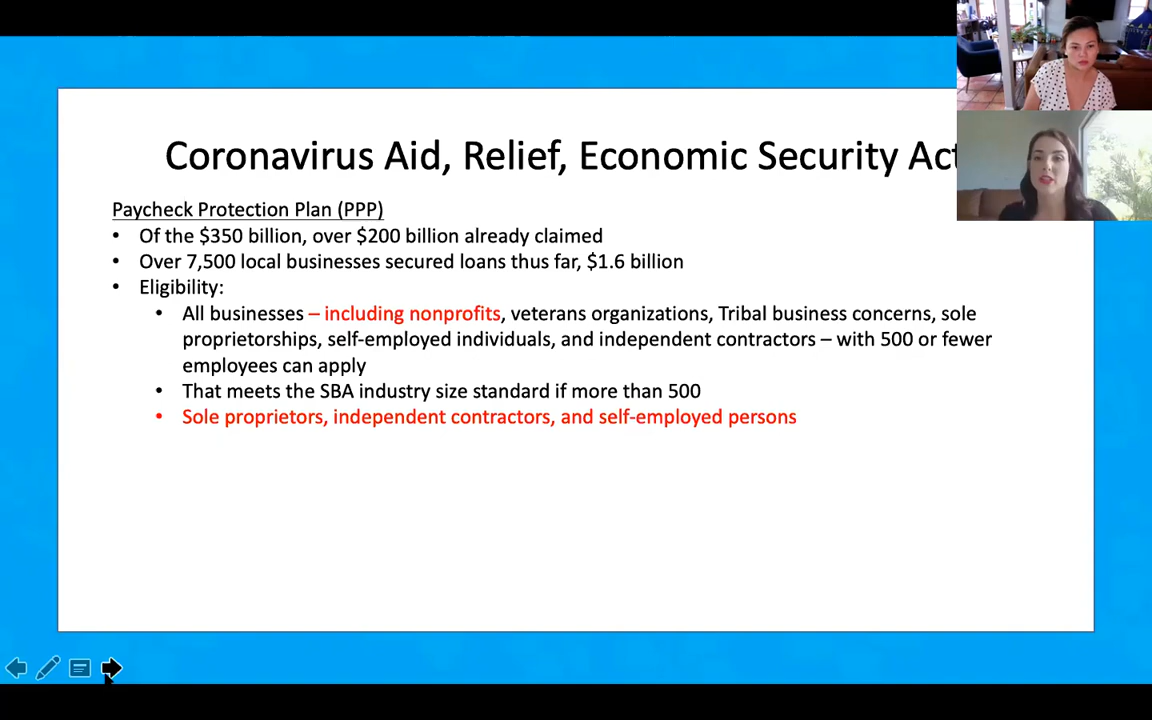 Coronavirus Aid, Relief, Economic Security Act
Paycheck Protection Plan (PPP)
• Of the $350 billion, over $200 billion already claimed
• Over 7,500 local businesses secured loans thus far, $1.6 billion
• Eligibility:
• All businesses – including nonprofits, veterans organizations, Tribal business concerns, sole
proprietorships, self-employed individuals, and independent contractors – with 500 or fewer
employees can apply
• That meets the SBA industry size standard if more than 500
• Sole proprietors, independent contractors, and self-employed persons